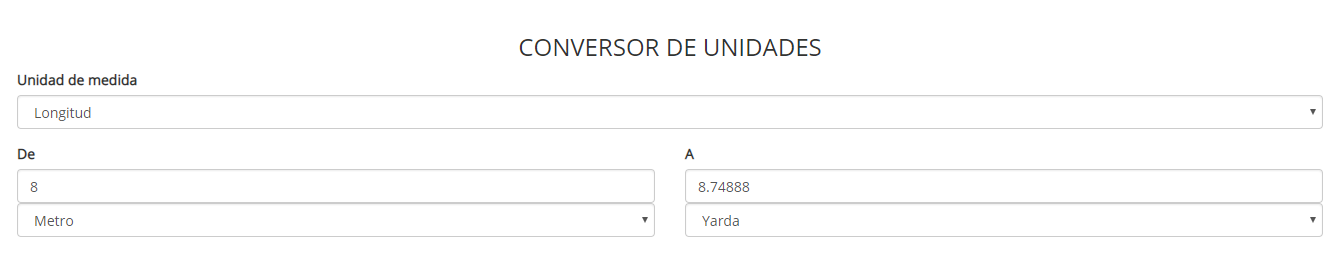 CONVERSOR DE UNIDADES
Unidad de medida
Longitud
De
A
8
8.74888
Metro
Yarda